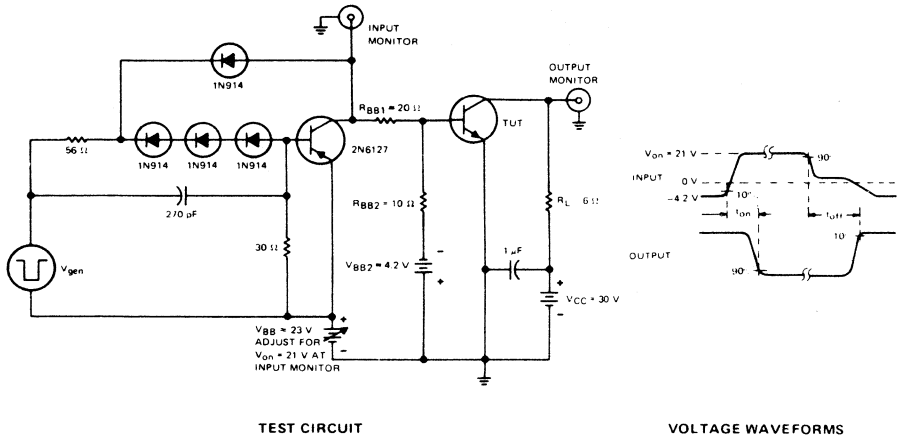 INPUT
MONITOR
1N914
OUTPUT
MONITOR
RBB1 = 20 Ω
TUT
56 Ω
1N914
1N914
1N914
2N6127
270 pF
RBB2 = 10 Ω
RL 6 Ω
30 Ω
Vgen
VBB2 = 4.2 V
1 µF
VCC = 30 V
VBB ≈ 23 V
ADJUST FOR
Von = 21 V AT
INPUT MONITOR
Von = 21 V
90%
INPUT
0 V
-4.2 V
10%
ton
toff
10%
OUTPUT
90%
TEST CIRCUIT
VOLTAGE WAVEFORMS